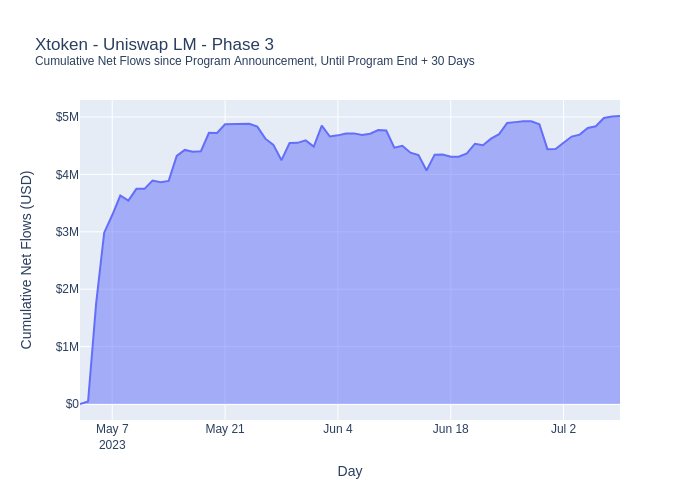 Xtoken - Uniswap LM - Phase 3
Cumulative Net Flows since Program Announcement, Until Program End + 30 Days
Cumulative Net Flows (USD)
$5M
$4M
$3M
$2M
$1M
$0
May 7
2023
May 21
Jun 4
Jun 18
Jul 2
Day